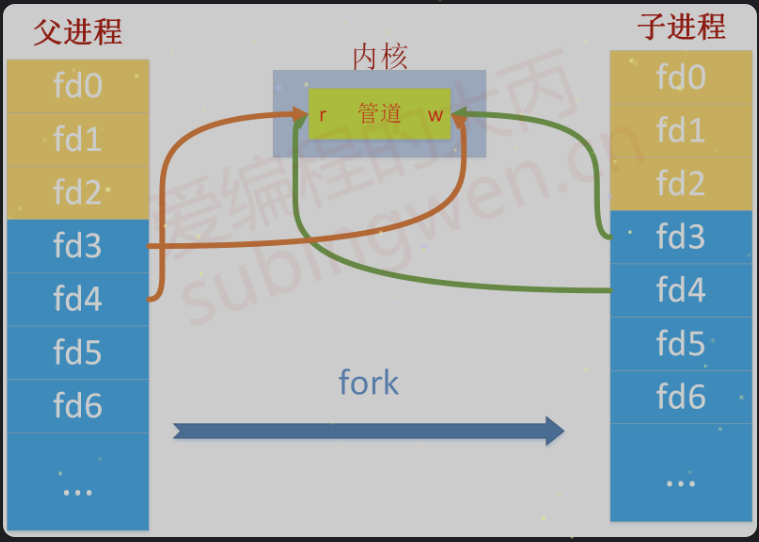 父进程
fd0
fd1
fd2
fd3
fd4
fd5
fd6
...
内核
r 管道 w
爱编程的大丙
subingwen.cn
fork
子进程
fd0
fd1
fd2
fd3
fd4
fd5
fd6
...